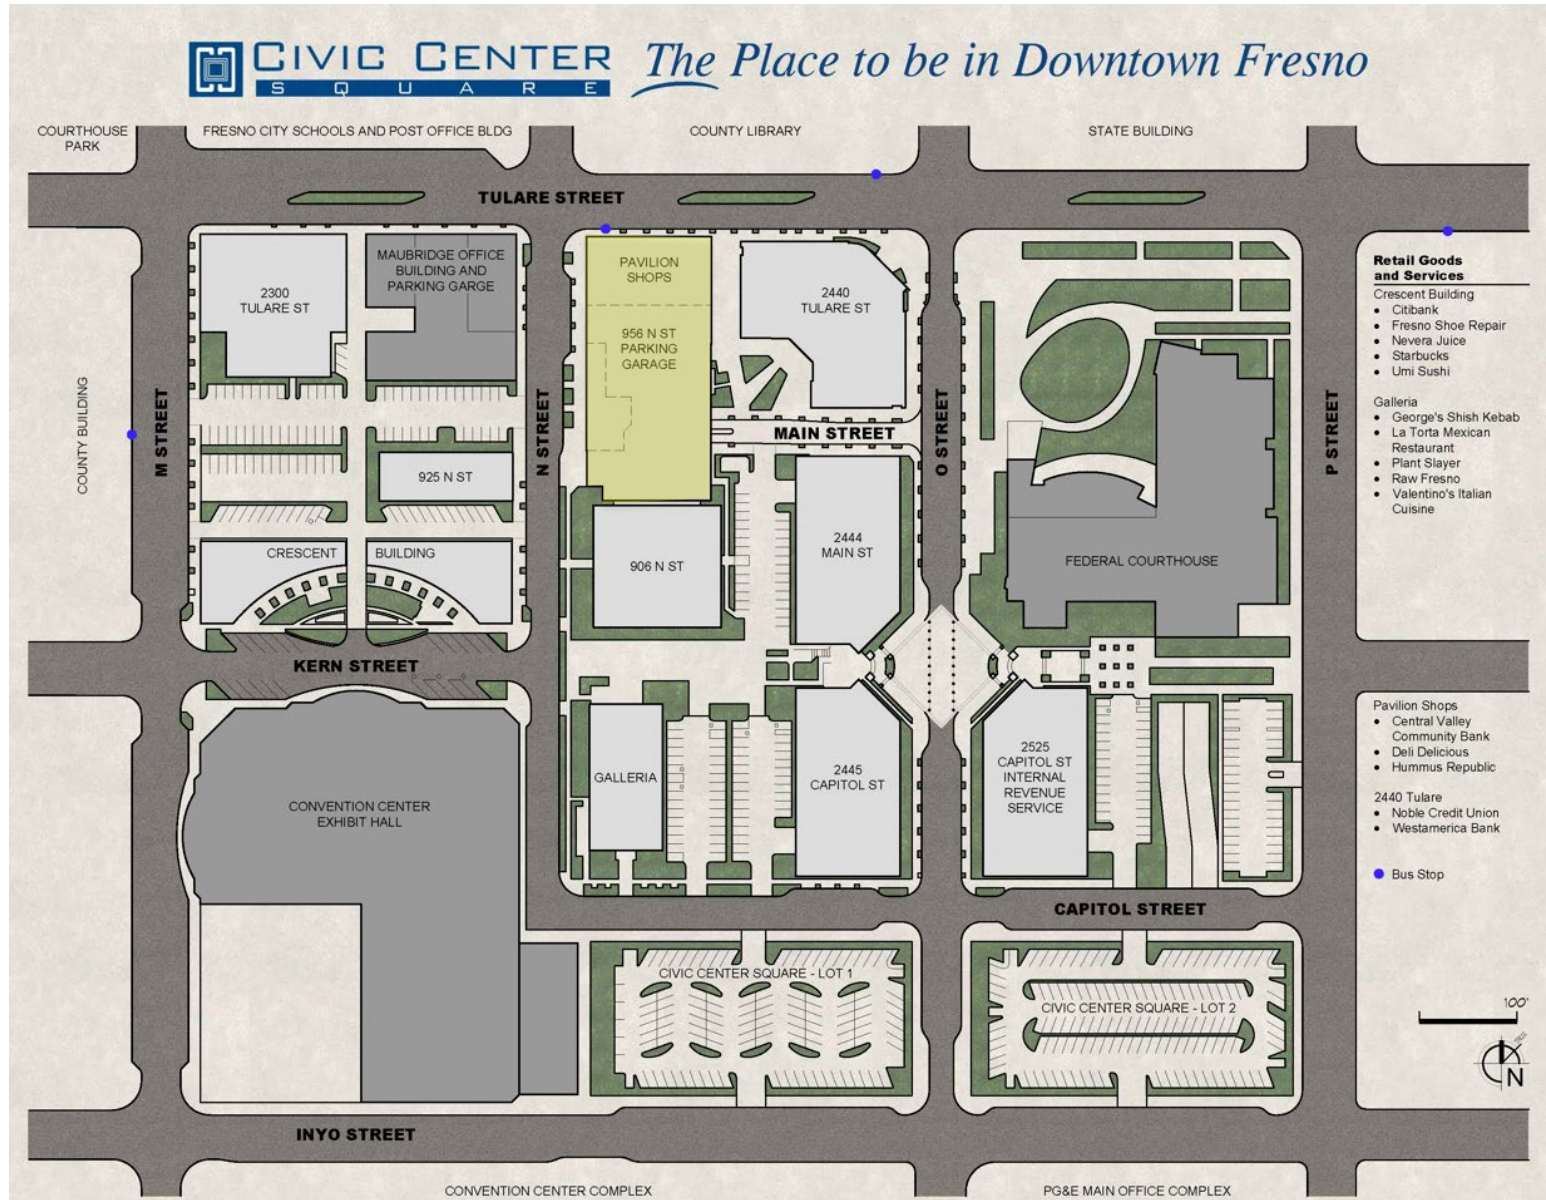 CIVIC CENTER
SQUARE
The Place to be in Downtown Fresno
COURTHOUSE
PARK
FRESNO CITY SCHOOLS AND POST OFFICE BLDG
COUNTY LIBRARY
STATE BUILDING
TULARE STREET
2300
TULARE ST
MAUBRIDGE OFFICE
BUILDING AND
PARKING GARGE
PAVILION
SHOPS
956 N ST
PARKING
GARAGE
2440
TULARE ST
COUNTY BUILDING
M STREET
N STREET
O STREET
P STREET
MAIN STREET
925 N ST
CRESCENT BUILDING
906 N ST
2444
MAIN ST
FEDERAL COURTHOUSE
KERN STREET
CONVENTION CENTER
EXHIBIT HALL
GALLERIA
2445
CAPITOL ST
2525
CAPITOL ST
INTERNAL
REVENUE
SERVICE
CAPITOL STREET
CIVIC CENTER SQUARE - LOT 1
CIVIC CENTER SQUARE - LOT 2
INYO STREET
CONVENTION CENTER COMPLEX
PG&E MAIN OFFICE COMPLEX
Retail Goods
and Services
Crescent Building
• Citibank
• Fresno Shoe Repair
• Nevera Juice
• Starbucks
• Umi Sushi
Galleria
• George's Shish Kebab
• La Torta Mexican
Restaurant
• Plant Slayer
• Raw Fresno
• Valentino's Italian
Cuisine
Pavilion Shops
• Central Valley
Community Bank
• Deli Delicious
• Hummus Republic
2440 Tulare
• Noble Credit Union
• Westamerica Bank
Bus Stop
100'
N